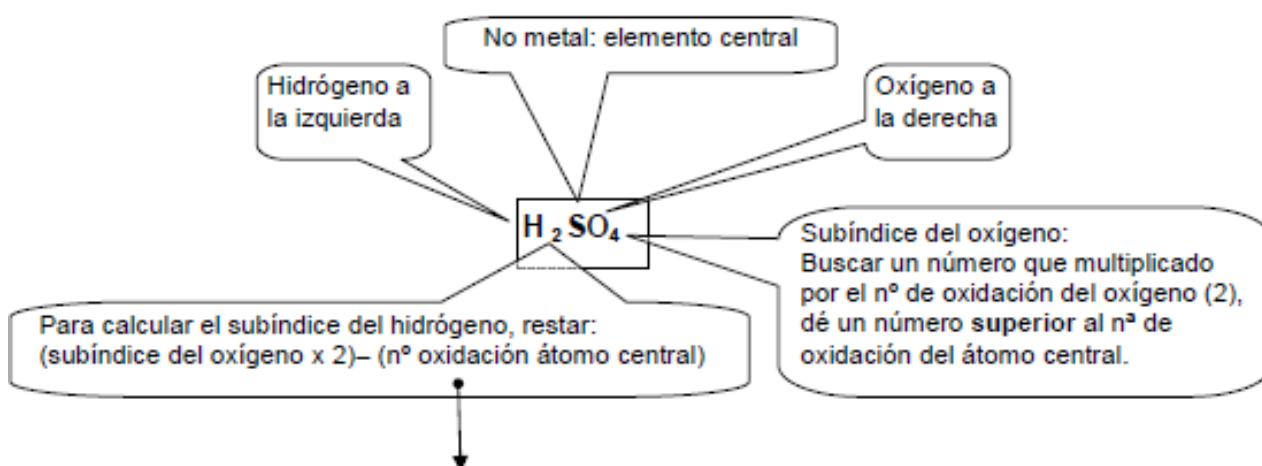 No metal: elemento central
Hidrógeno a
la izquierda
Oxígeno a
la derecha
H 2 SO4
Subíndice del oxígeno:
Buscar un número que multiplicado
por el nº de oxidación del oxígeno (2),
dé un número superior al nª de
oxidación del átomo central.
Para calcular el subíndice del hidrógeno, restar:
(subíndice del oxígeno x 2)– (nº oxidación átomo central)